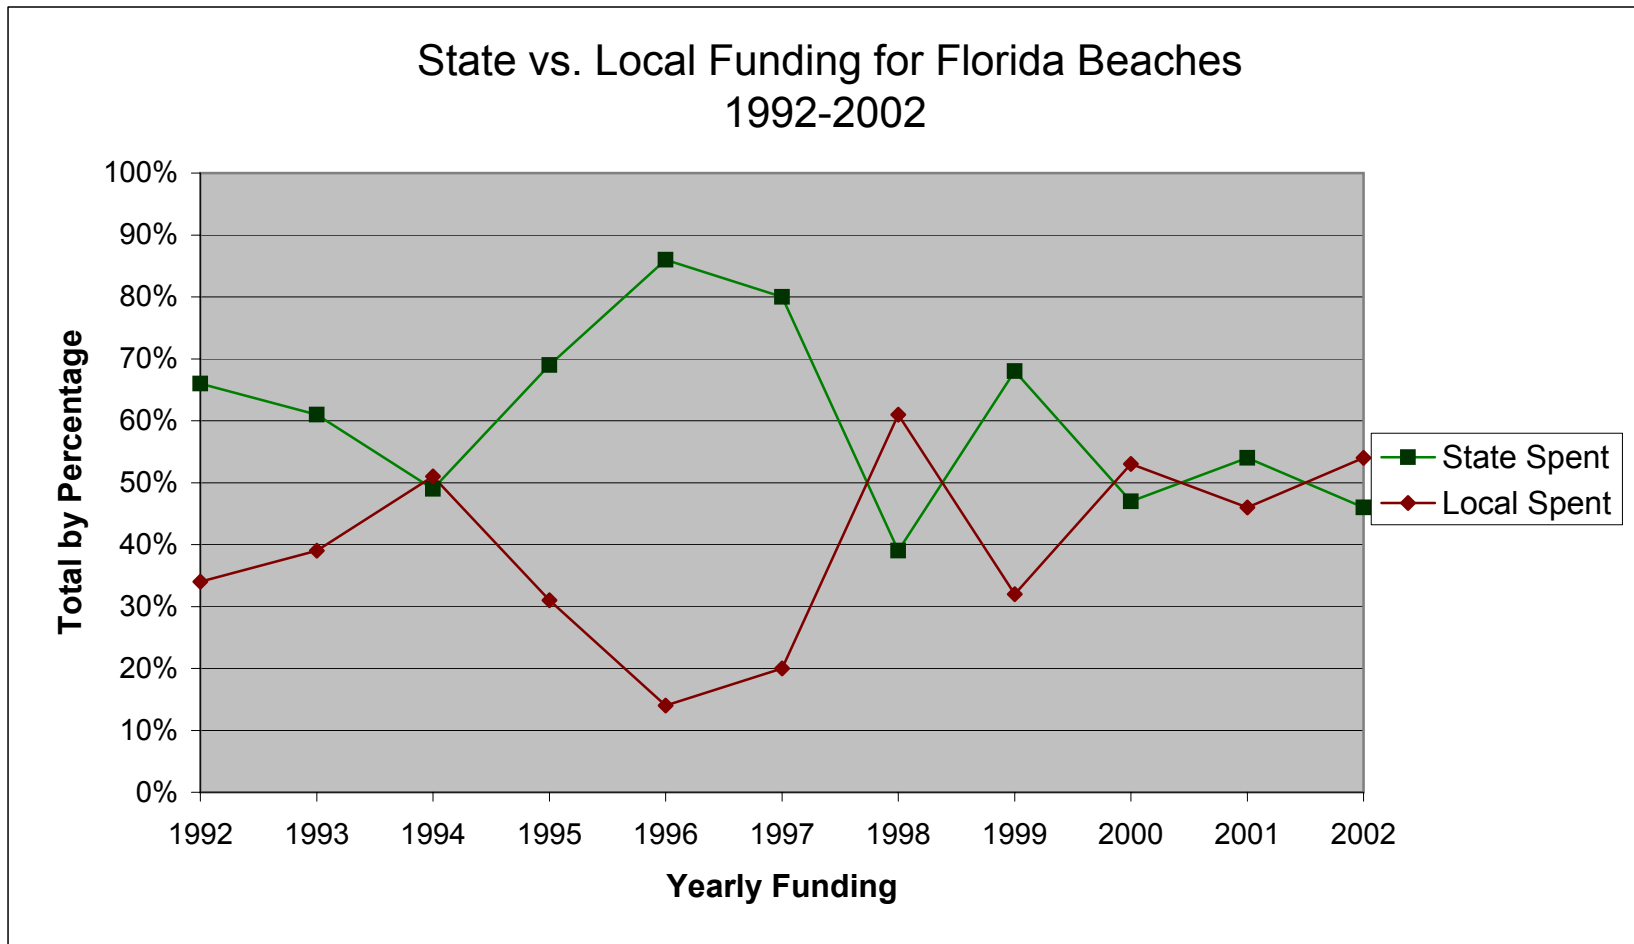 State vs. Local Funding for Florida Beaches
1992-2002
Total by Percentage
100%
90%
80%
70%
60%
50%
40%
30%
20%
10%
0%
1992 1993 1994 1995 1996 1997 1998 1999 2000 2001 2002
Yearly Funding
State Spent
Local Spent